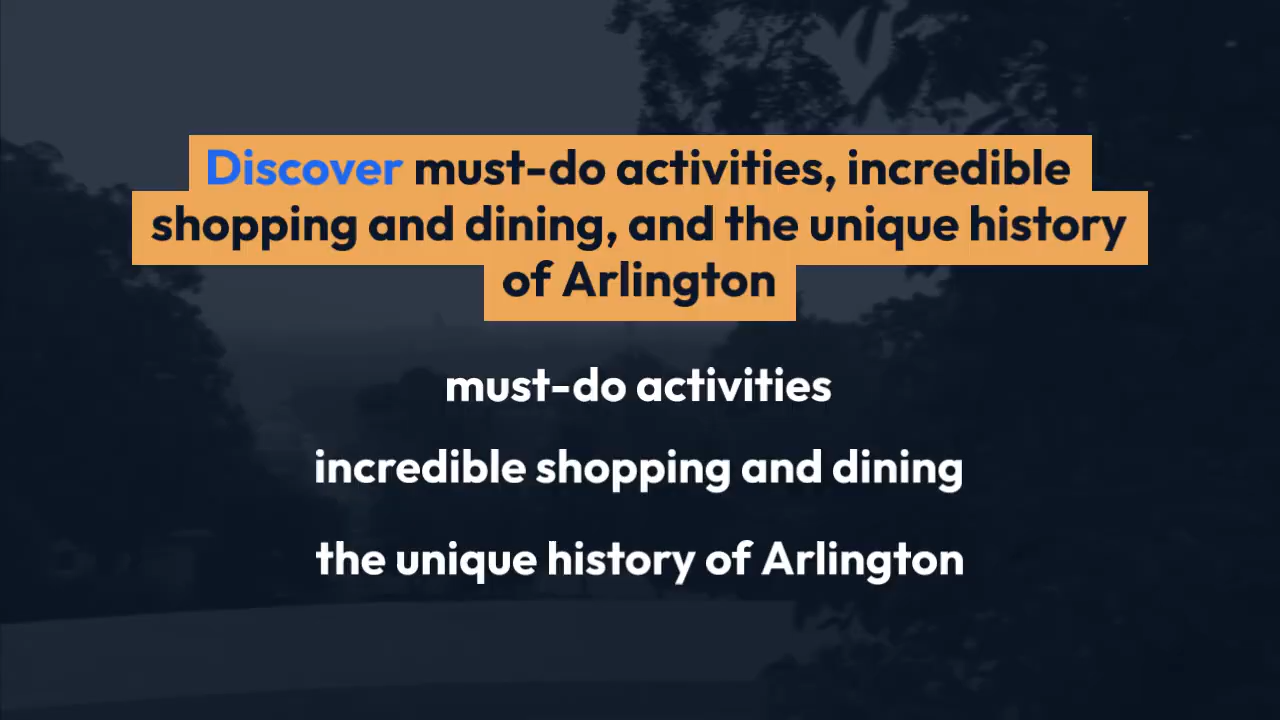 Discover must-do activities, incredible
shopping and dining, and the unique history
of Arlington
must-do activities
incredible shopping and dining
the unique history of Arlington